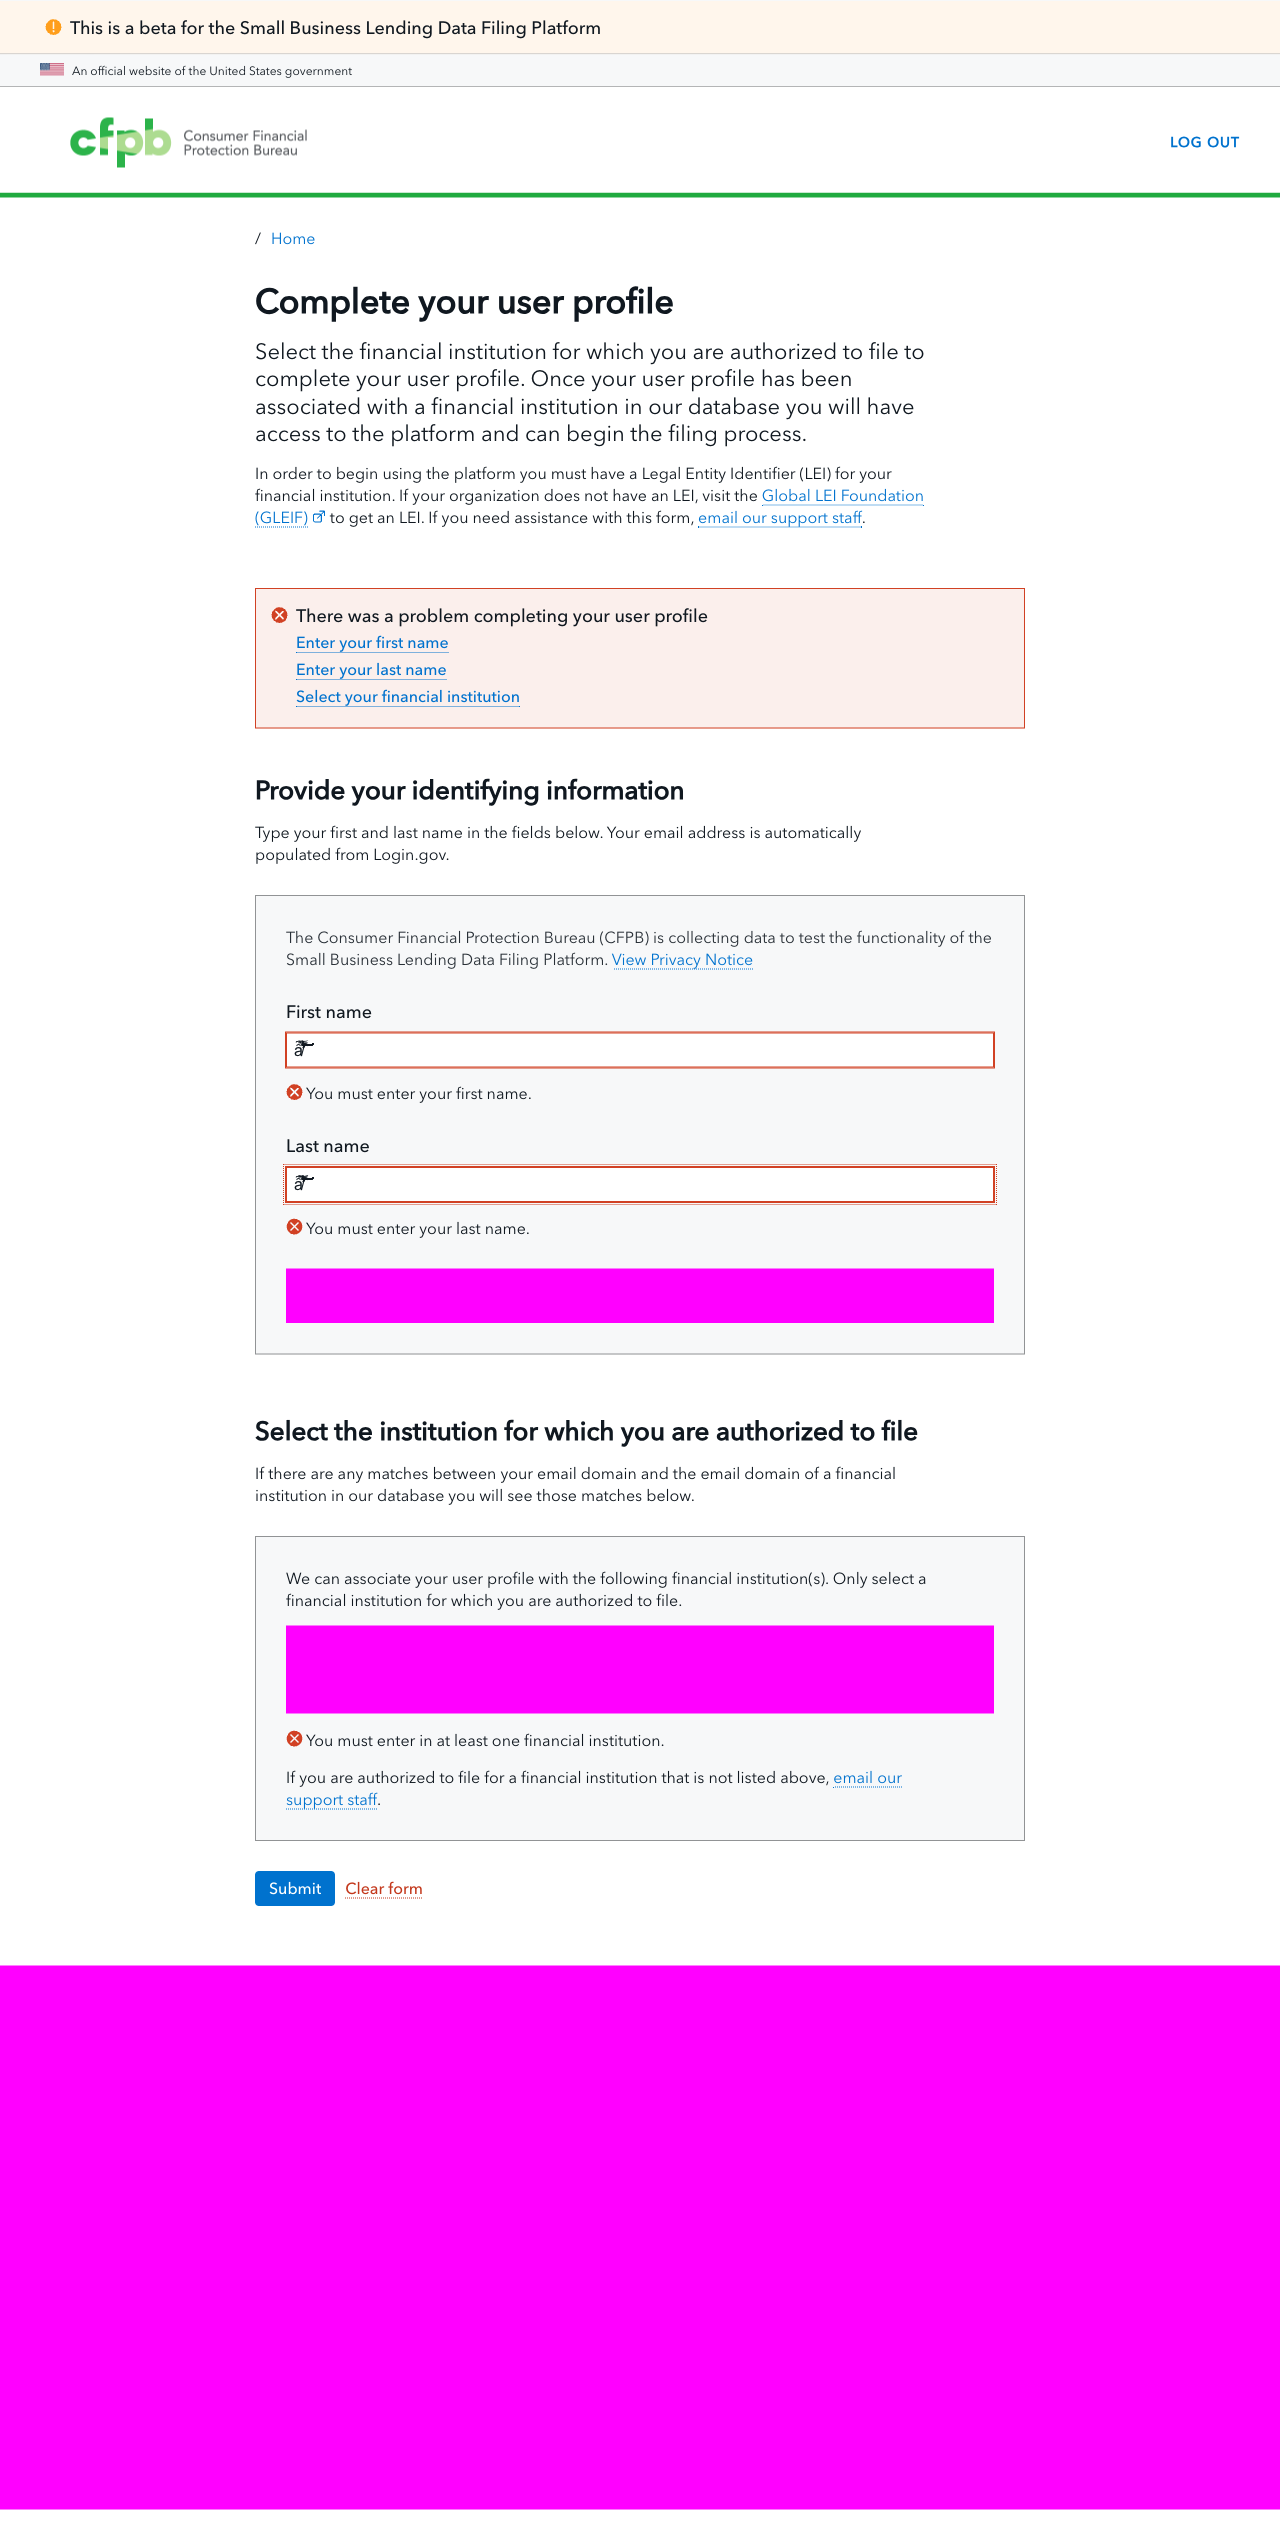 This is a beta for the Small Business Lending Data Filing Platform
An official website of the United States government
cfpb Consumer Financial
Protection Bureau
LOG OUT
/ Home
Complete your user profile
Select the financial institution for which you are authorized to file to
complete your user profile. Once your user profile has been
associated with a financial institution in our database you will have
access to the platform and can begin the filing process.
In order to begin using the platform you must have a Legal Entity Identifier (LEI) for your
financial institution. If your organization does not have an LEI, visit the Global LEI Foundation
(GLEIF) to get an LEI. If you need assistance with this form, email our support staff.
There was a problem completing your user profile
Enter your first name
Enter your last name
Select your financial institution
Provide your identifying information
Type your first and last name in the fields below. Your email address is automatically
populated from Login.gov.
The Consumer Financial Protection Bureau (CFPB) is collecting data to test the functionality of the
Small Business Lending Data Filing Platform. View Privacy Notice
First name
You must enter your first name.
Last name
You must enter your last name.
Select the institution for which you are authorized to file
If there are any matches between your email domain and the email domain of a financial
institution in our database you will see those matches below.
We can associate your user profile with the following financial institution(s). Only select a
financial institution for which you are authorized to file.
You must enter in at least one financial institution.
If you are authorized to file for a financial institution that is not listed above, email our
support staff.
Submit Clear form